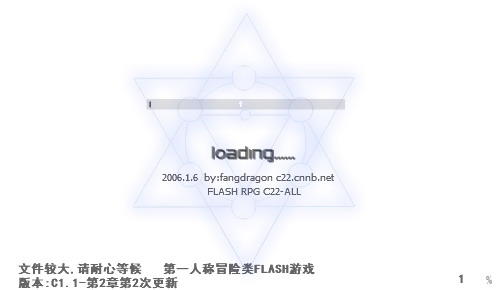 1
loading......
2006.1.6 by:fangdragon c22.cnnb.net
FLASH RPG C22-ALL
文件较大,请耐心等候 第一人称冒险类FLASH游戏
版本:C1.1-第2章第2次更新
1 %